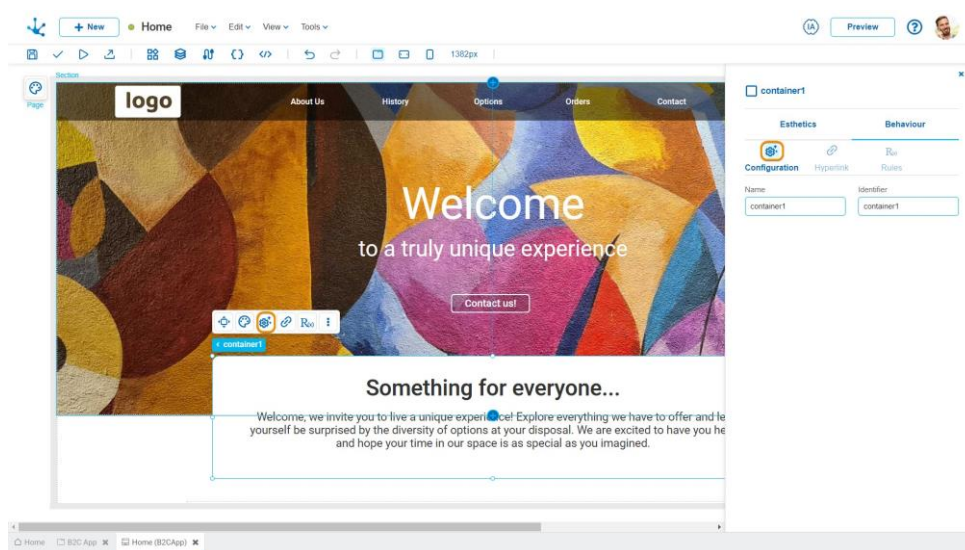 + New
Home
File
Edit
View
Tools
IA
Preview
?
1382px
Section
Page
logo
About Us
History
Options
Orders
Contact
Welcome
to a truly unique experience
Contact us!
container1
Something for everyone...
Welcome, we invite you to live a unique experience! Explore everything we have to offer and le
yourself be surprised by the diversity of options at your disposal. We are excited to have you he
and hope your time in our space is as special as you imagined.
container1
Esthetics
Behaviour
Configuration
Hyperlink
Rules
Name
Identifier
container1
container1
Home
B2C App
Home (B2CApp)